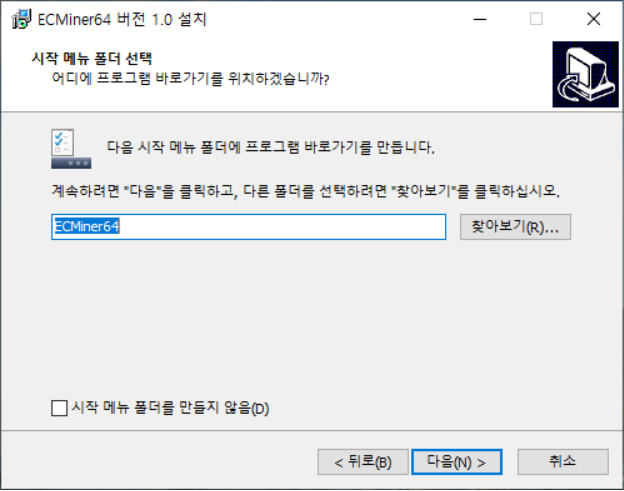 ECMiner64 버전 1.0 설치
시작 메뉴 폴더 선택
어디에 프로그램 바로가기를 위치하겠습니까?
다음 시작 메뉴 폴더에 프로그램 바로가기를 만듭니다.
계속하려면 "다음"을 클릭하고, 다른 폴더를 선택하려면 "찾아보기"를 클릭하십시오.
ECMiner64
찾아보기(R)...
시작 메뉴 폴더를 만들지 않음(D)
< 뒤로(B)
다음(N) >
취소